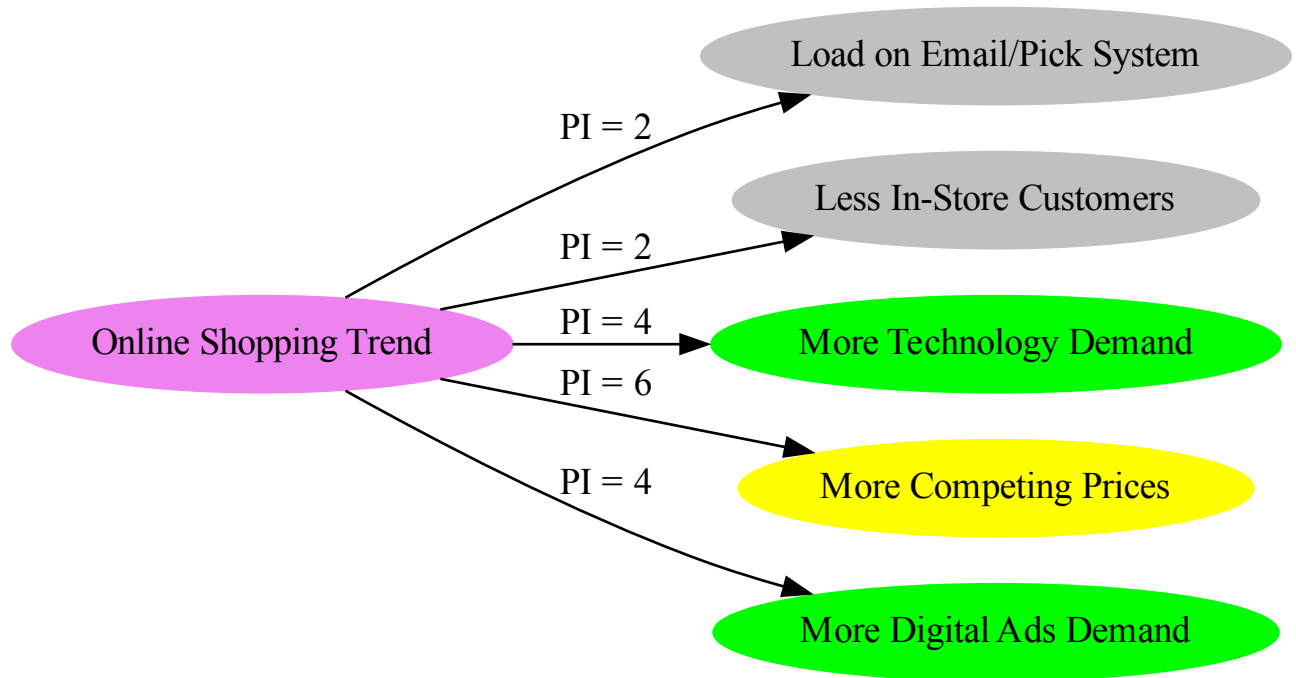 Load on Email/Pick System
PI = 2
Less In-Store Customers
PI = 2
Online Shopping Trend
PI = 4
More Technology Demand
PI = 6
More Competing Prices
PI = 4
More Digital Ads Demand